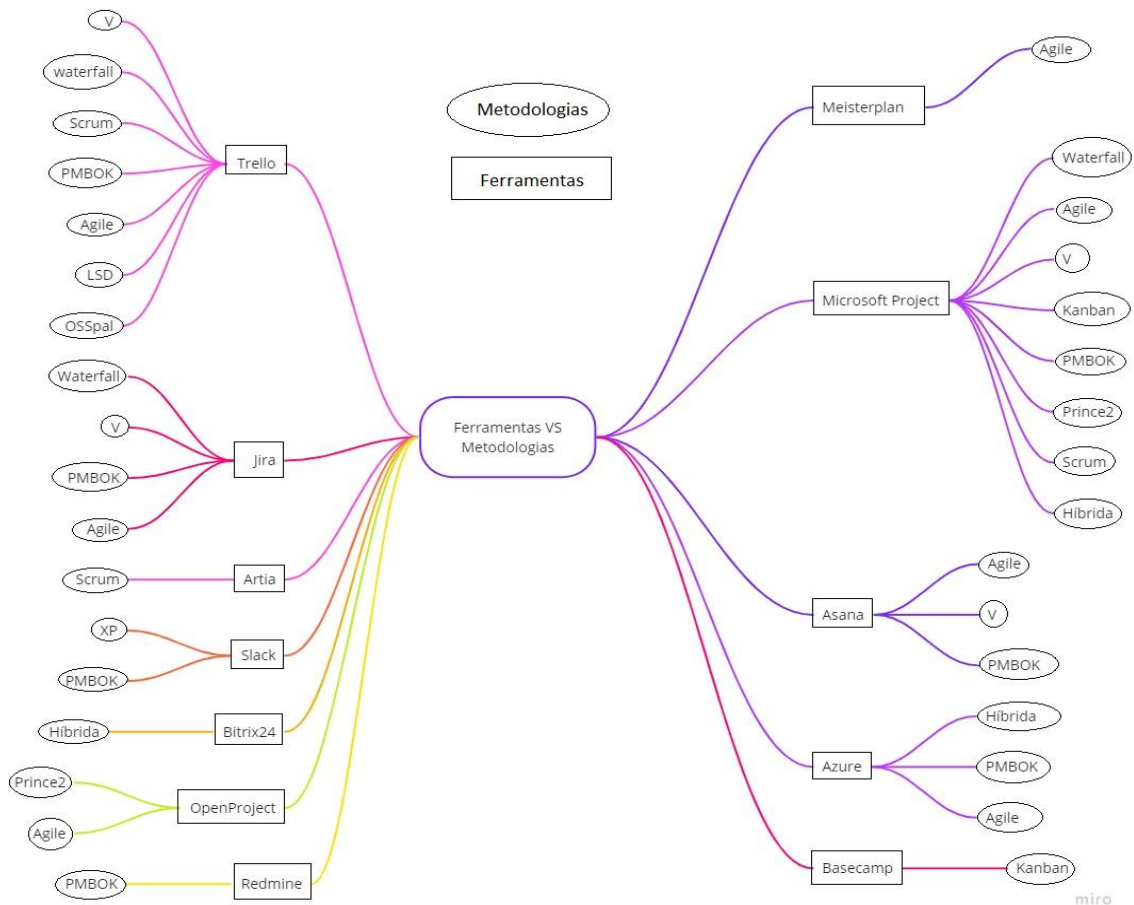 Metodologias
Ferramentas
Ferramentas VS
Metodologias
Trello
V
waterfall
Scrum
PMBOK
Agile
LSD
OSSpal
Jira
Waterfall
V
PMBOK
Agile
Artia
Scrum
Slack
XP
PMBOK
Bitrix24
Híbrida
OpenProject
Prince2
Agile
Redmine
PMBOK
Meisterplan
Agile
Microsoft Project
Waterfall
Agile
V
Kanban
PMBOK
Prince2
Scrum
Híbrida
Asana
Agile
V
PMBOK
Azure
Híbrida
PMBOK
Agile
Basecamp
Kanban
miro